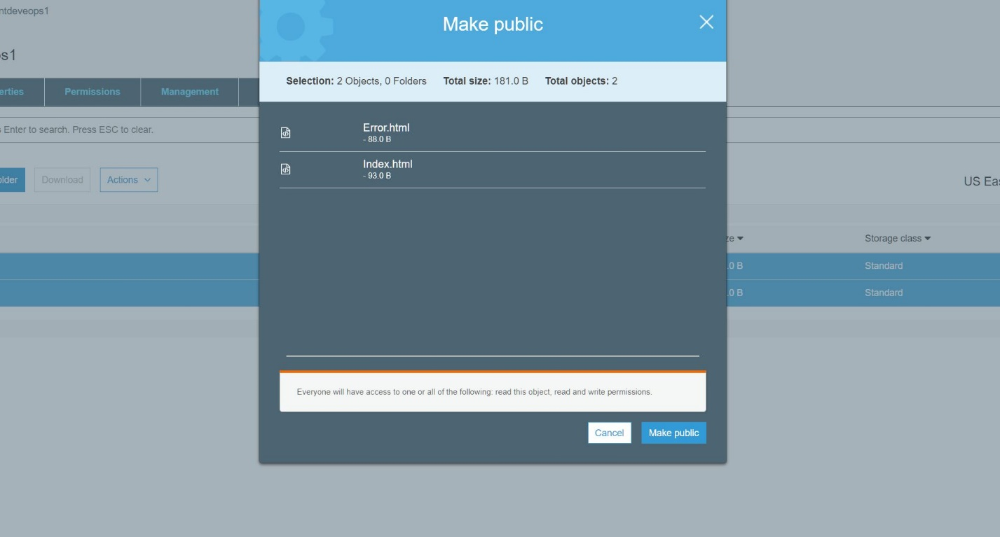 ntdeveops1
Make public
s1
Selection: 2 Objects, 0 Folders Total size: 181.0 B Total objects: 2
erties Permissions Management
Enter to search. Press ESC to clear.
Error.html
- 88.0 B
Index.html
- 93.0 B
older Download Actions
US Eas
ze Storage class
.0 B Standard
.0 B Standard
Everyone will have access to one or all of the following: read this object, read and write permissions.
Cancel Make public